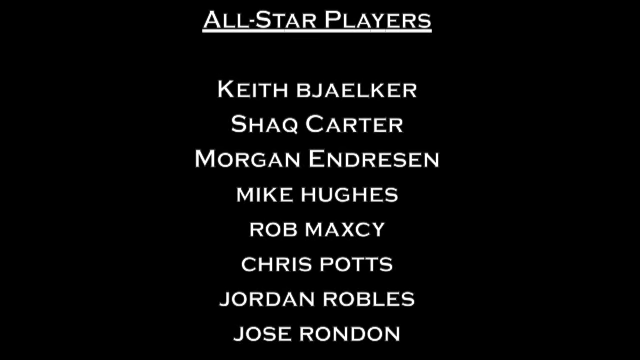 ALL-STAR PLAYERS
KEITH BJAELKER
SHAQ CARTER
MORGAN ENDRESEN
MIKE HUGHES
ROB MAXCY
CHRIS POTTS
JORDAN ROBLES
JOSE RONDON